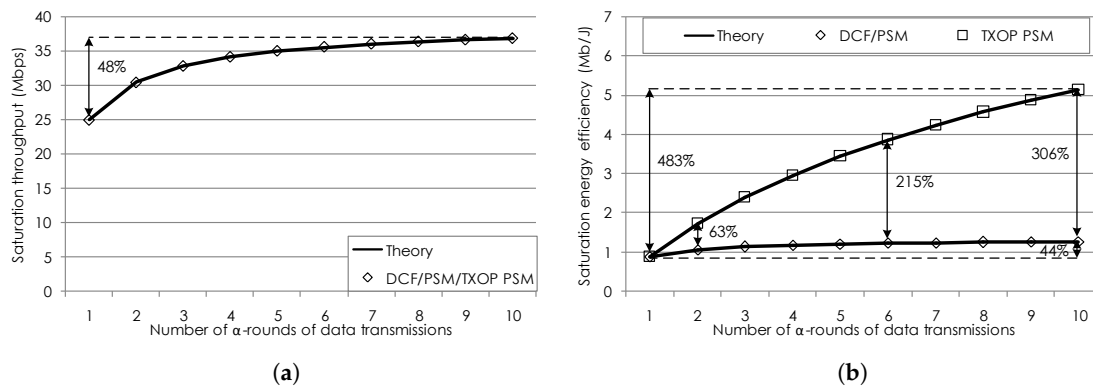 Saturation throughput (Mbps)
40
35
30
25
20
15
10
5
0
48%
Theory
DCF/PSM/TXOP PSM
1 2 3 4 5 6 7 8 9 10
Number of α-rounds of data transmissions
(a)
Saturation energy efficiency (Mb/J)
7
6
5
4
3
2
1
0
Theory DCF/PSM TXOP PSM
483%
63%
215%
306%
44%
1 2 3 4 5 6 7 8 9 10
Number of α-rounds of data transmissions
(b)